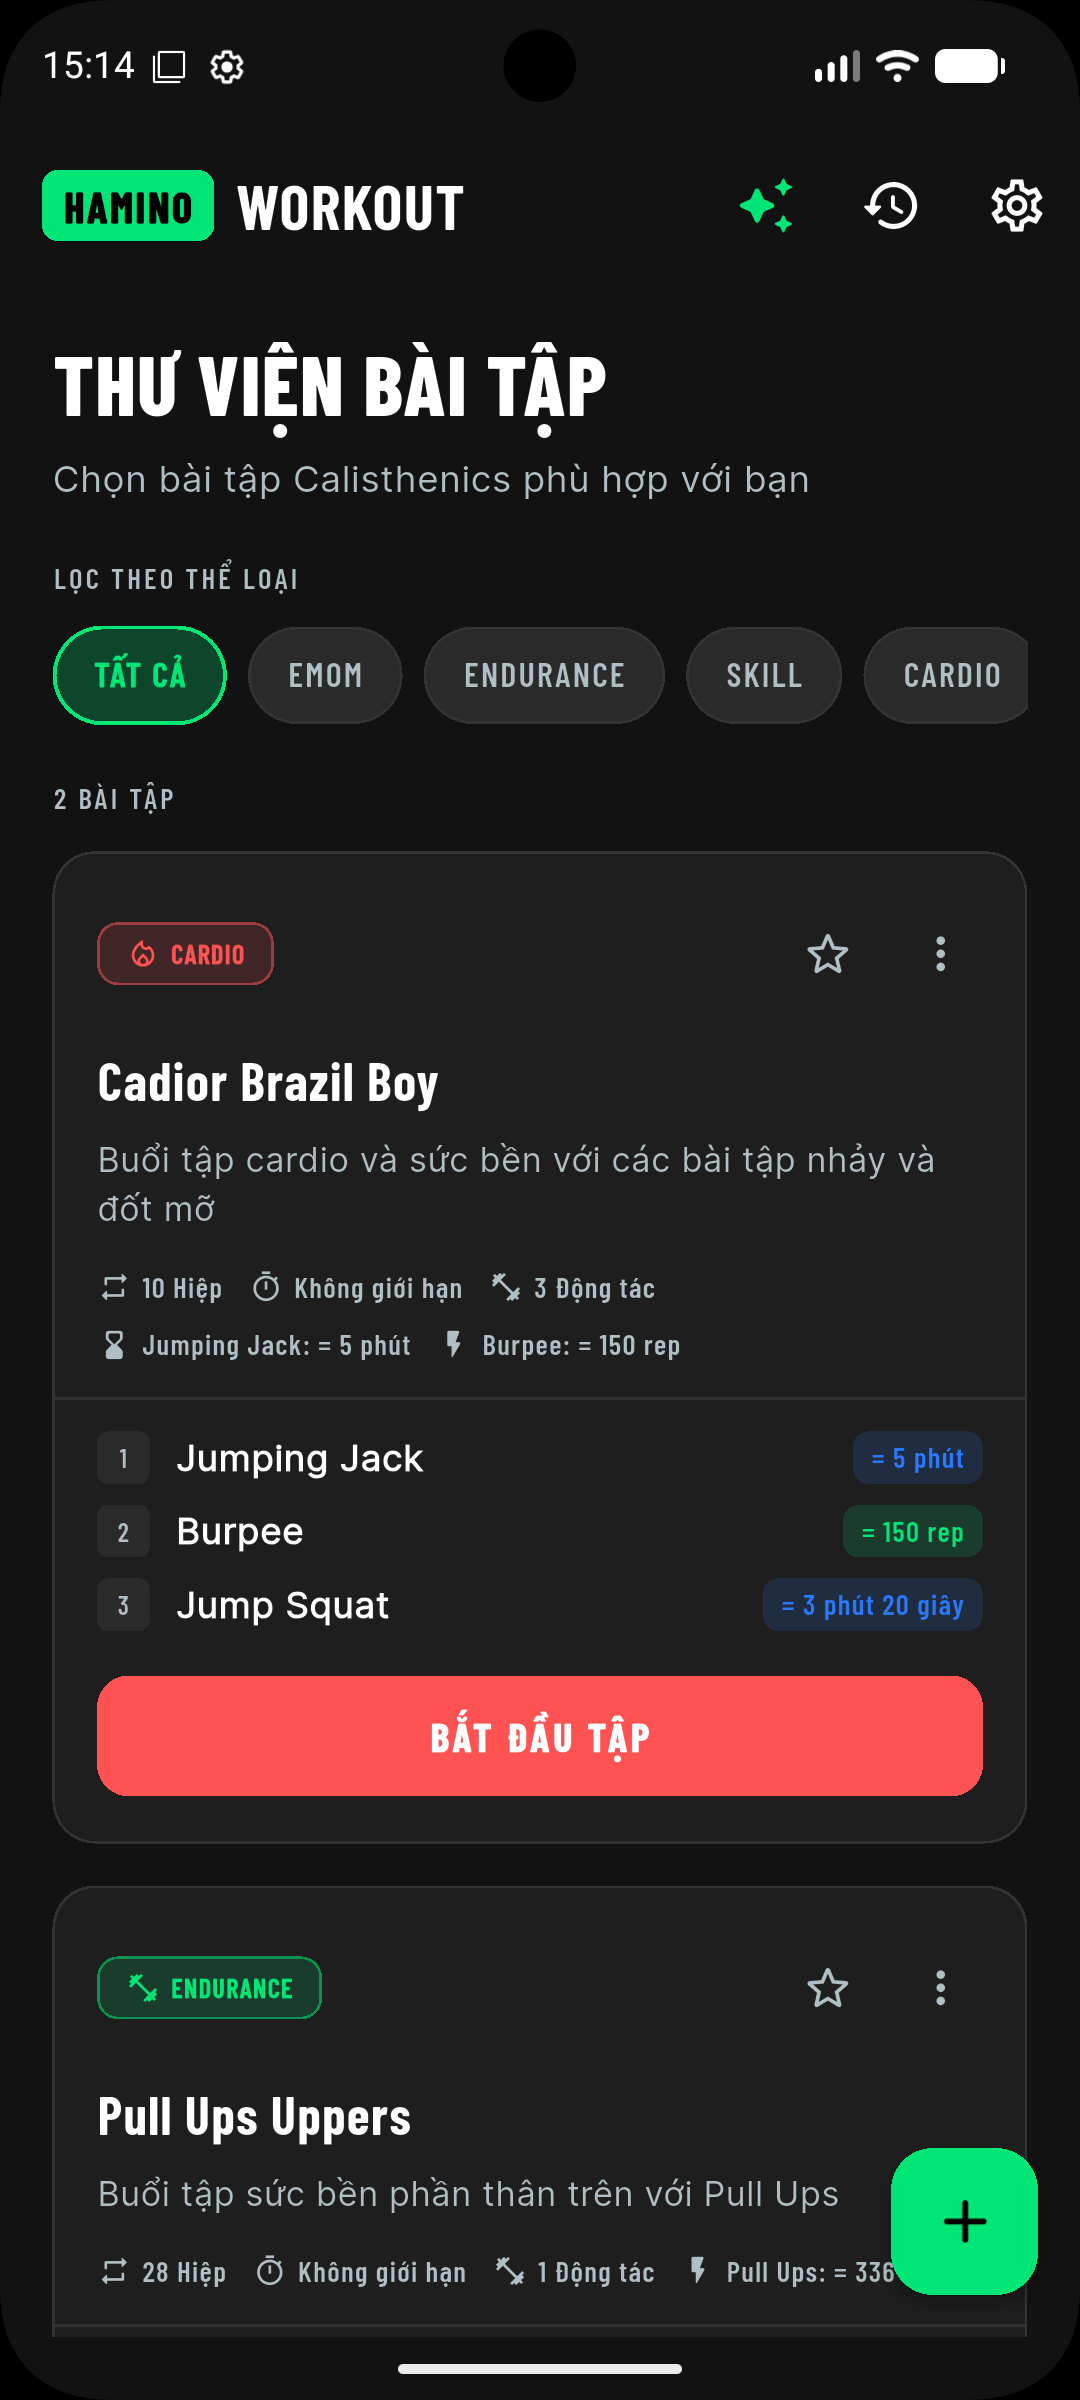 15:14
HAMINO WORKOUT
THƯ VIỆN BÀI TẬP
Chọn bài tập Calisthenics phù hợp với bạn
LỌC THEO THỂ LOẠI
TẤT CẢ EMOM ENDURANCE SKILL CARDIO
2 BÀI TẬP
CARDIO
Cadior Brazil Boy
Buổi tập cardio và sức bền với các bài tập nhảy và
đốt mỡ
10 Hiệp Không giới hạn 3 Động tác
Jumping Jack: = 5 phút Burpee: = 150 rep
1 Jumping Jack = 5 phút
2 Burpee = 150 rep
3 Jump Squat = 3 phút 20 giây
BẮT ĐẦU TẬP
ENDURANCE
Pull Ups Uppers
Buổi tập sức bền phần thân trên với Pull Ups
28 Hiệp Không giới hạn 1 Động tác Pull Ups: = 336